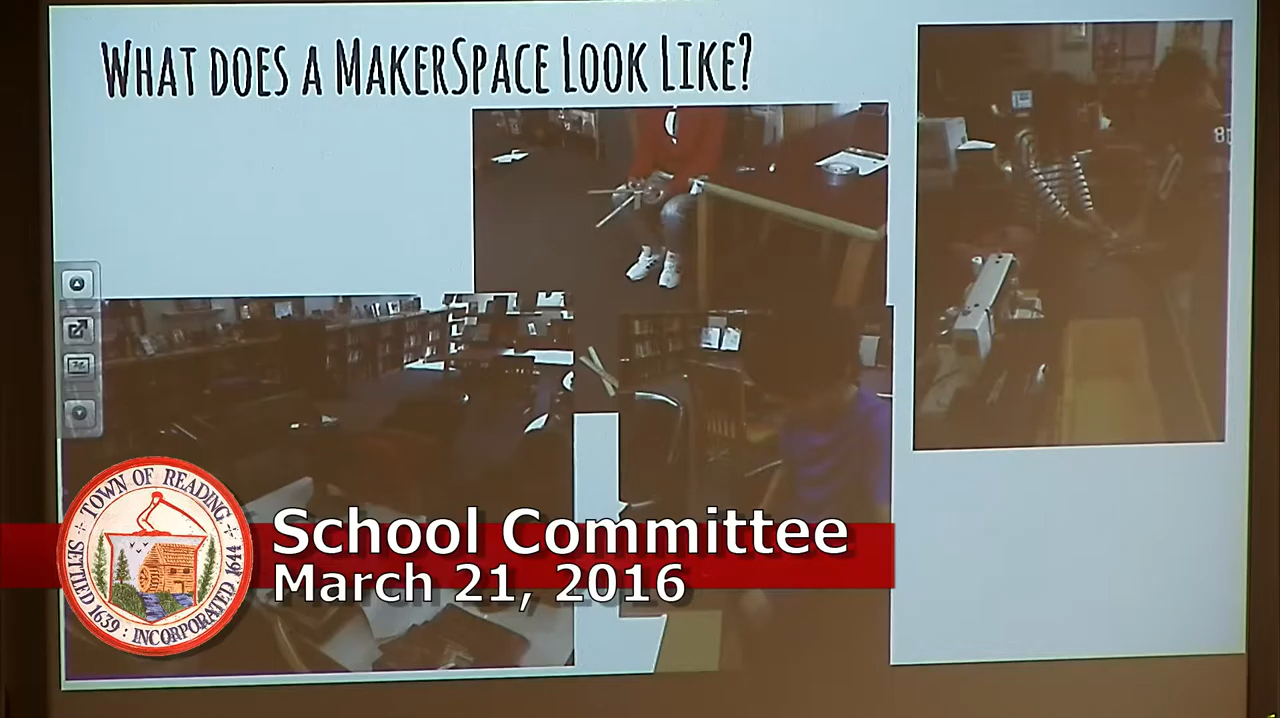 WHAT DOES A MAKERSPACE LOOK LIKE?
TOWN OF READING
SETTLED 1639 : INCORPORATED 1644
School Committee
March 21, 2016